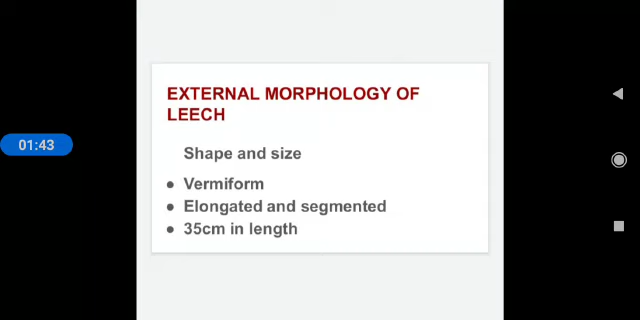 01:43
EXTERNAL MORPHOLOGY OF
LEECH
Shape and size
● Vermiform
● Elongated and segmented
● 35cm in length